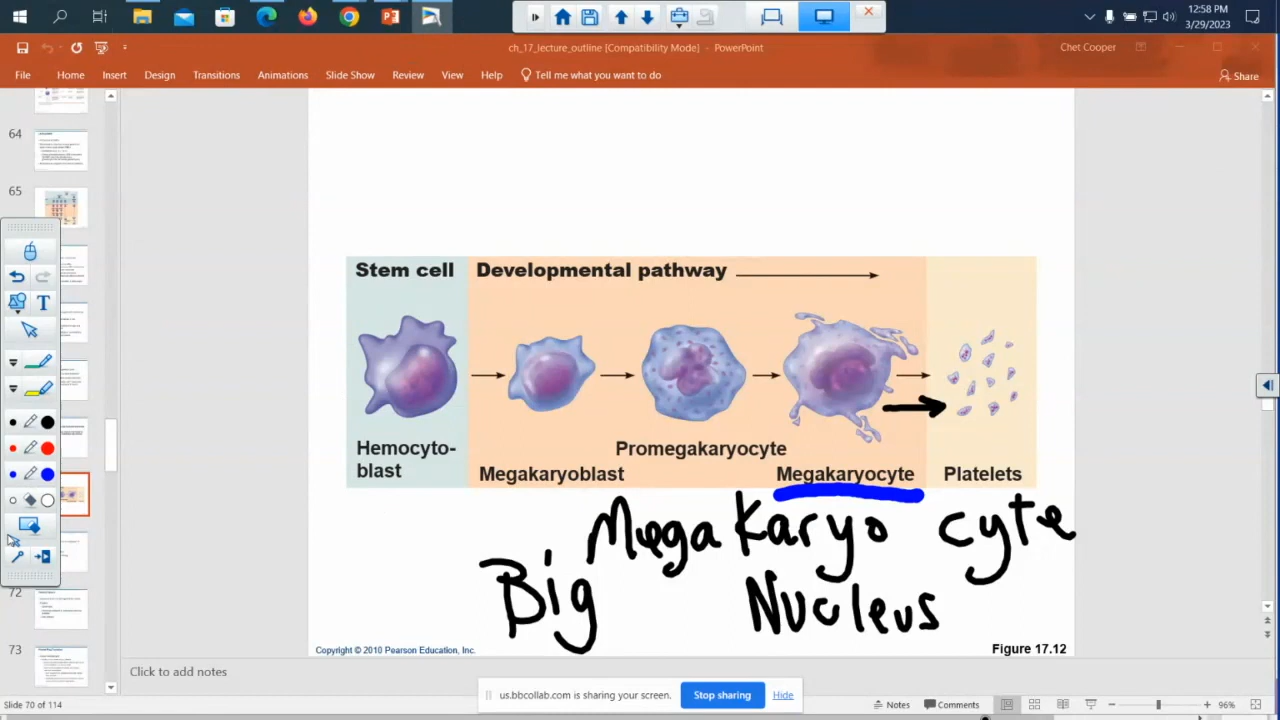 12:58 PM
3/29/2023
ch_17_lecture_outline [Compatibility Mode] - PowerPoint
Chet Cooper
File Home Insert Design Transitions Animations Slide Show Review View Help Tell me what you want to do
Share
64
65
73
T
Stem cell Developmental pathway
Hemocyto-
blast
Megakaryoblast
Promegakaryocyte
Megakaryocyte
Platelets
Mega Karyo cyte
Big Nucleus
Copyright © 2010 Pearson Education, Inc.
Figure 17.12
Click to add notes
us.bbcollab.com is sharing your screen. Stop sharing Hide
Slide 70 of 114
Notes Comments
96%